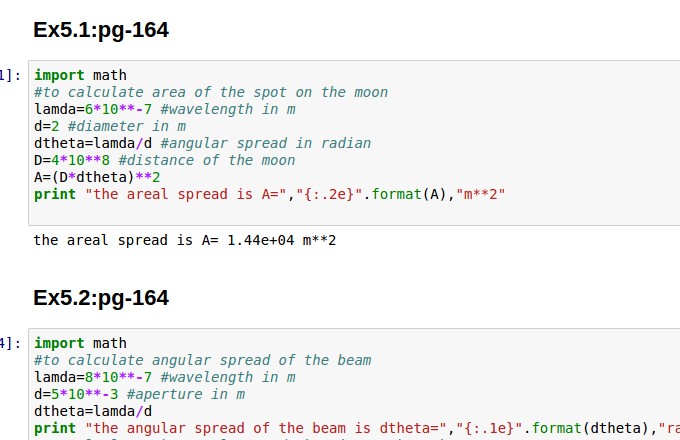 Ex5.1:pg-164
1]:
import math
#to calculate area of the spot on the moon
lamda=6*10**-7 #wavelength in m
d=2 #diameter in m
dtheta=lamda/d #angular spread in radian
D=4*10**8 #distance of the moon
A=(D*dtheta)**2
print "the areal spread is A=","{:.2e}".format(A),"m**2"
the areal spread is A= 1.44e+04 m**2
Ex5.2:pg-164
4]:
import math
#to calculate angular spread of the beam
lamda=8*10**-7 #wavelength in m
d=5*10**-3 #aperture in m
dtheta=lamda/d
print "the angular spread of the beam is dtheta=","{:.1e}".format(dtheta),"ra